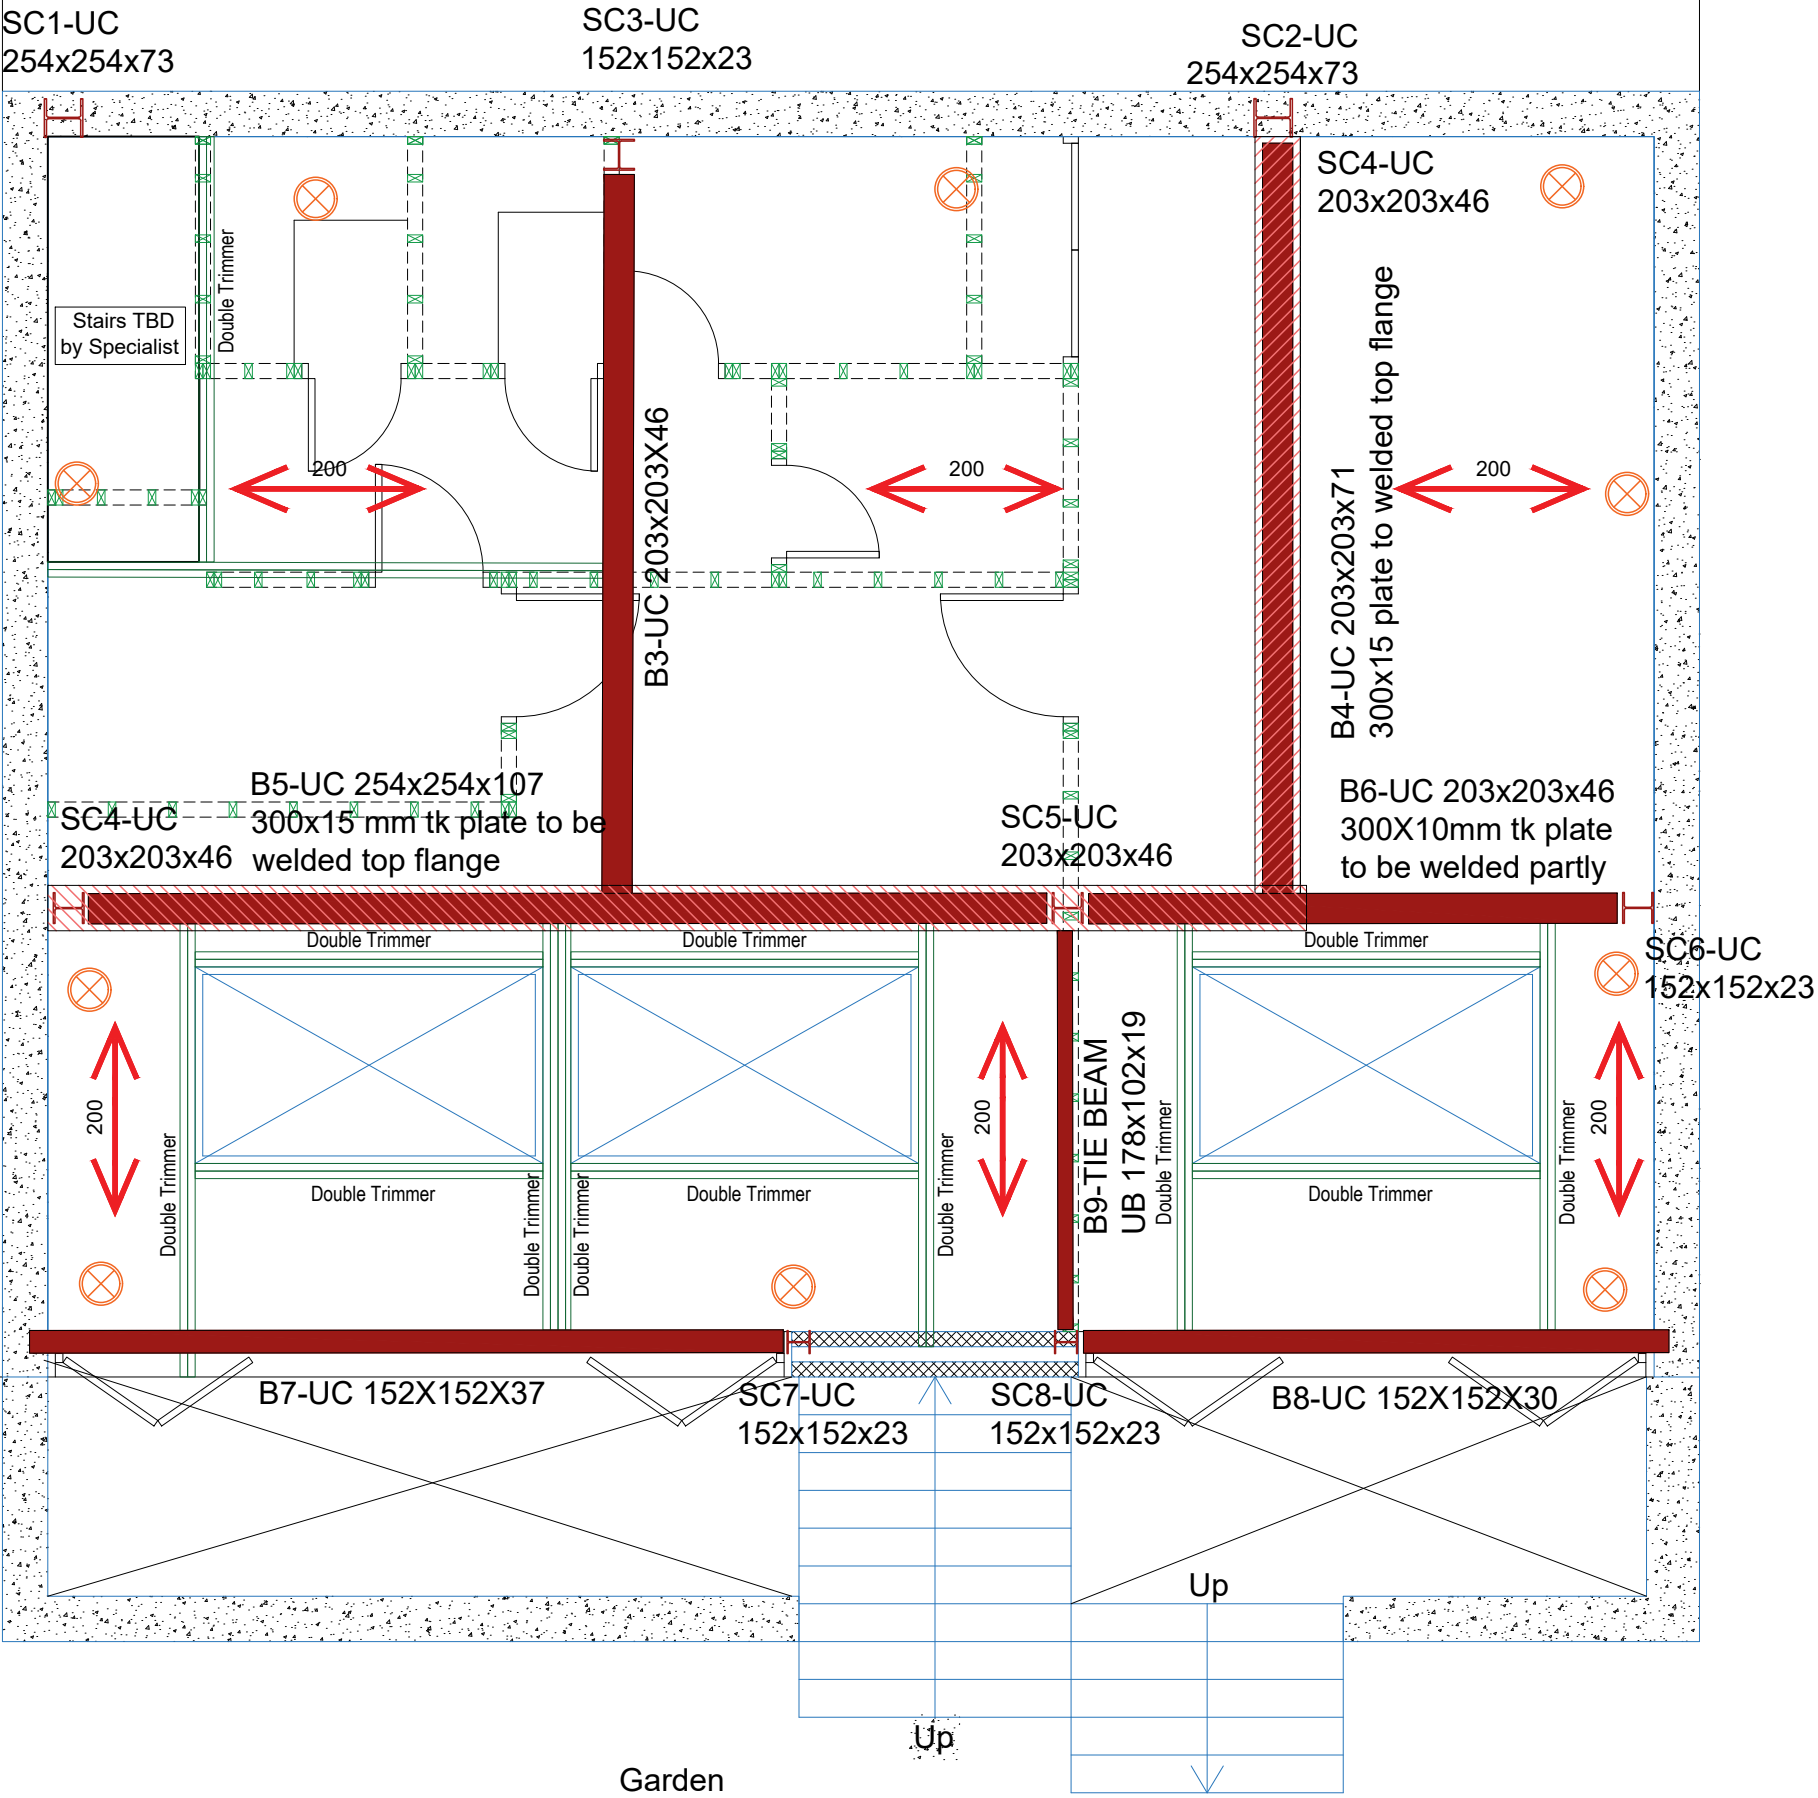 SC1-UC
254x254x73
SC3-UC
152x152x23
SC2-UC
254x254x73
SC4-UC
203x203x46
Stairs TBD
by Specialist
Double Trimmer
200
200
200
B3-UC 203x203X46
B4-UC 203x203x71
300x15 plate to welded top flange
B5-UC 254x254x107
300x15 mm tk plate to be
welded top flange
SC4-UC
203x203x46
SC5-UC
203x203x46
B6-UC 203x203x46
300X10mm tk plate
to be welded partly
Double Trimmer
Double Trimmer
Double Trimmer
SC6-UC
152x152x23
200
Double Trimmer
Double Trimmer
Double Trimmer
Double Trimmer
200
B9-TIE BEAM
UB 178x102x19
Double Trimmer
Double Trimmer
200
Double Trimmer
Double Trimmer
Double Trimmer
B7-UC 152X152X37
SC7-UC
152x152x23
SC8-UC
152x152x23
B8-UC 152X152X30
Up
Up
Garden